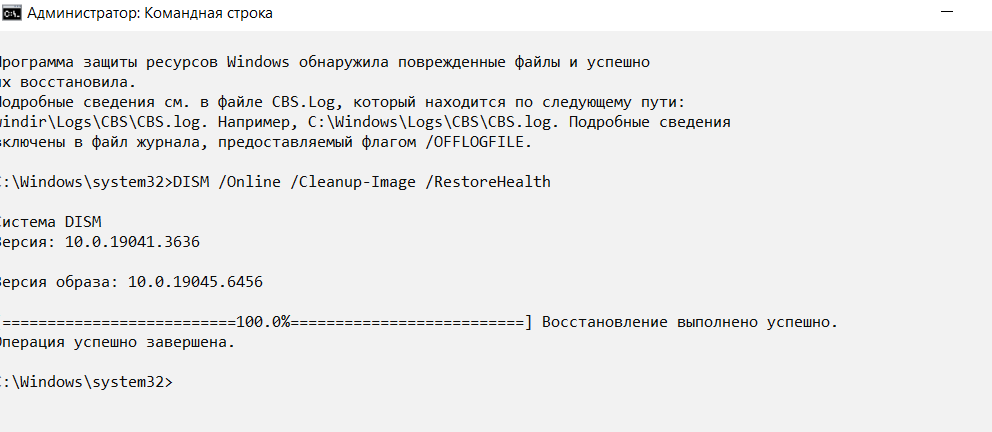 Администратор: Командная строка
Программа защиты ресурсов Windows обнаружила поврежденные файлы и успешно
их восстановила.
Подробные сведения см. в файле CBS.Log, который находится по следующему пути:
windir\Logs\CBS\CBS.log. Например, C:\Windows\Logs\CBS\CBS.log. Подробные сведения
включены в файл журнала, предоставляемый флагом /OFFLOGFILE.
C:\Windows\system32>DISM /Online /Cleanup-Image /RestoreHealth
Cистема DISM
Версия: 10.0.19041.3636
Версия образа: 10.0.19045.6456
==========================100.0%==========================] Восстановление выполнено успешно.
Операция успешно завершена.
C:\Windows\system32>